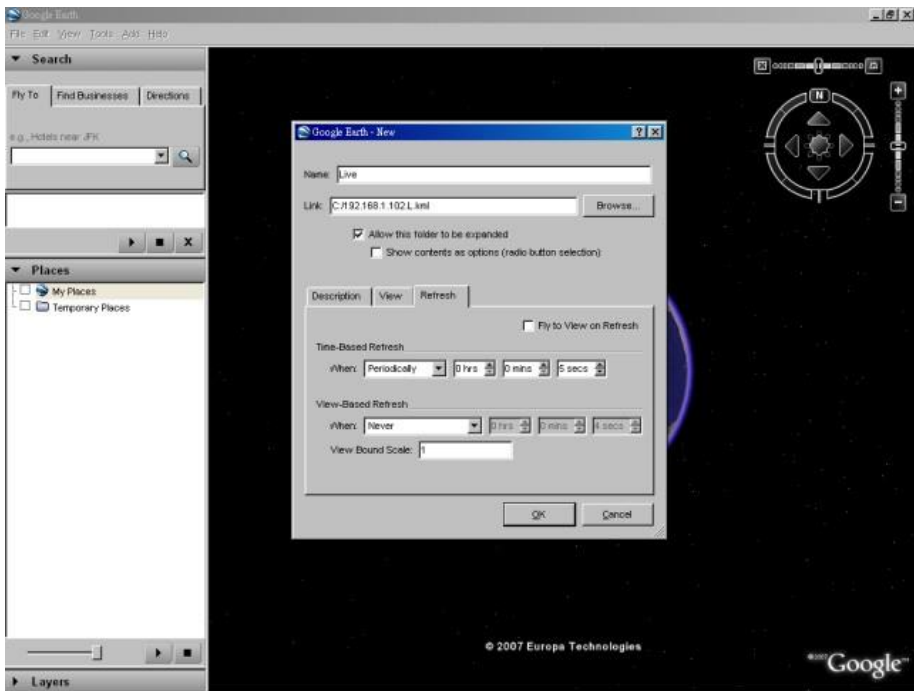 Google Earth
File Edit View Tools Add Help
Search
Fly To Find Businesses Directions
e.g., Hotels near JFK
Places
My Places
Temporary Places
Layers
Google Earth - New
Name: Live
Link: C:/192.168.1.102.L.kml Browse...
Allow this folder to be expanded
Show contents as options (radio button selection)
Description View Refresh
Fly to View on Refresh
Time-Based Refresh
When: Periodically 0 hrs 0 mins 5 secs
View-Based Refresh
When: Never 0 hrs 0 mins 4 secs
View Bound Scale: 1
OK Cancel
N
© 2007 Europa Technologies
©2007 Google™